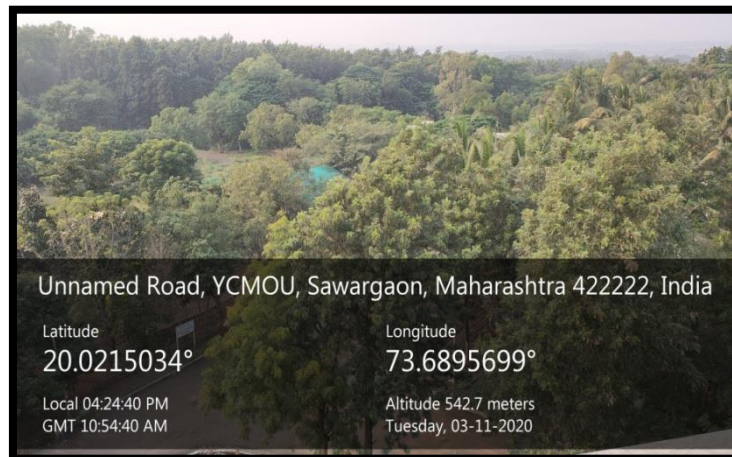 Unnamed Road, YCMOU, Sawargaon, Maharashtra 422222, India
Latitude
20.0215034°
Longitude
73.6895699°
Local 04:24:40 PM
GMT 10:54:40 AM
Altitude 542.7 meters
Tuesday, 03-11-2020